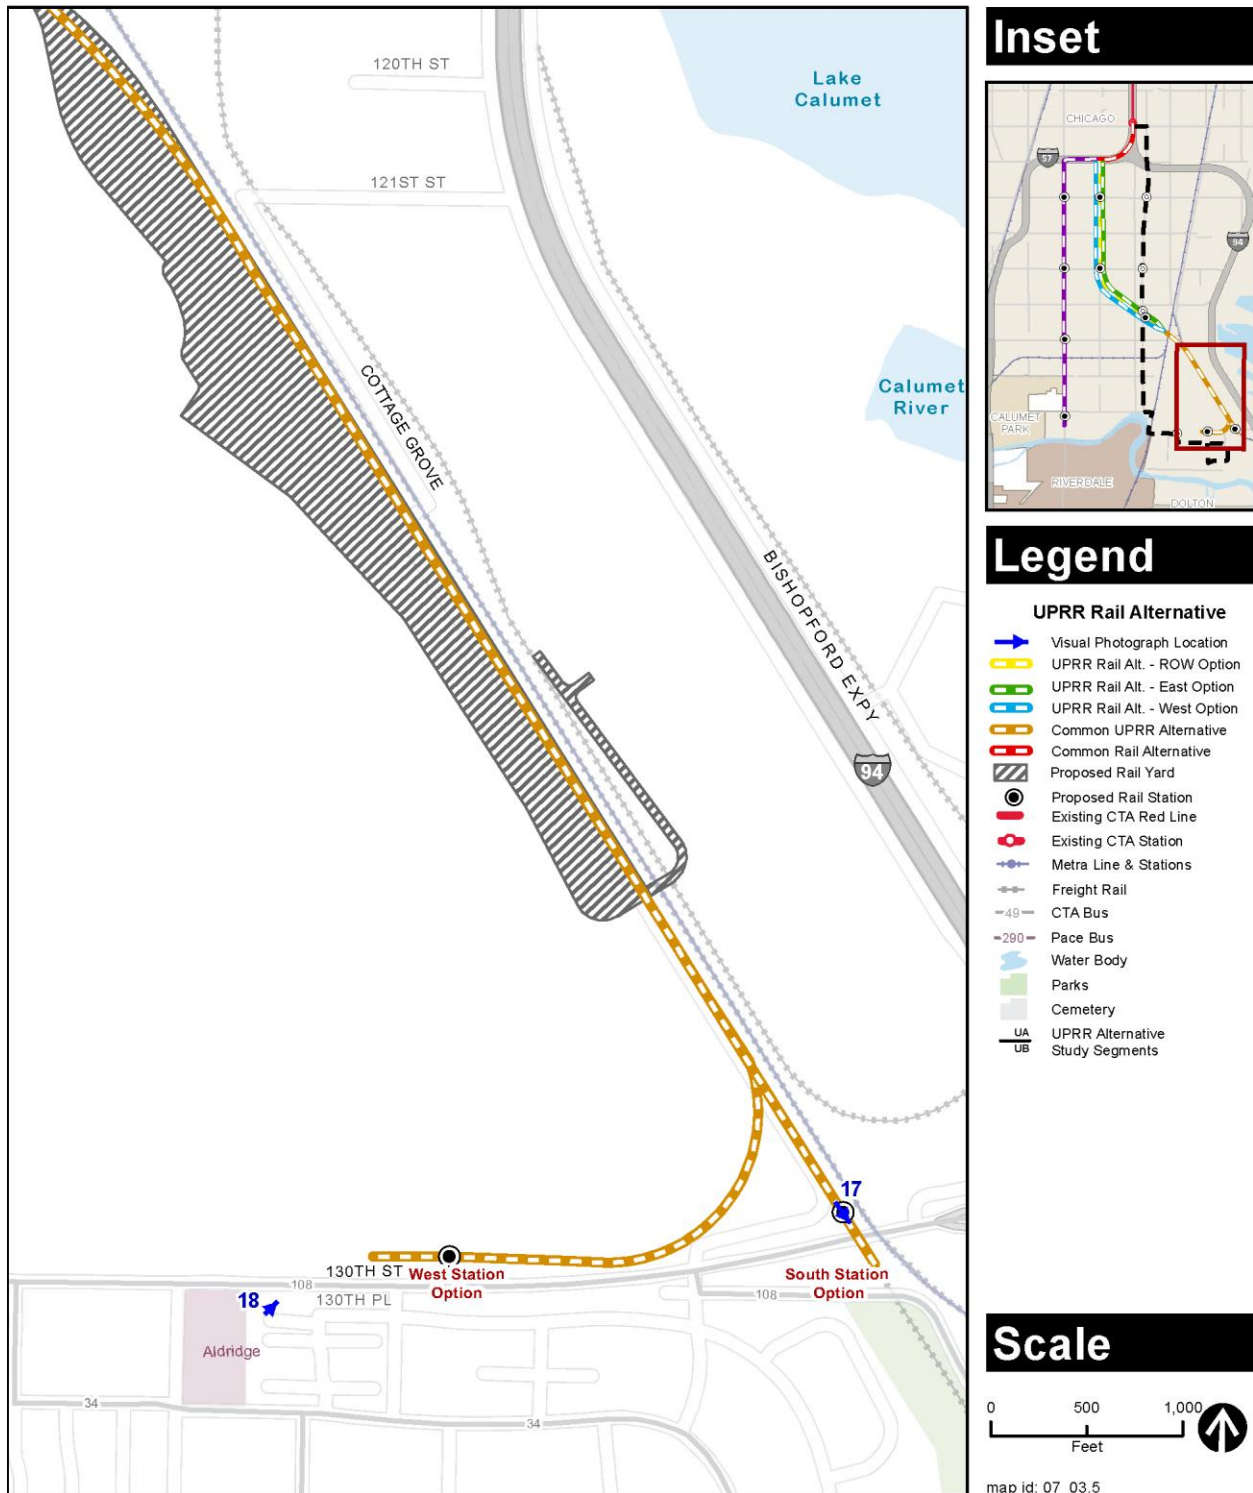 120TH ST
Lake
Calumet
121ST ST
COTTAGE GROVE
Calumet
River
BISHOPFORD EXPY
94
17
130TH ST
West Station
Option
South Station
Option
108
108
18
130TH PL
Aldridge
34
34
Inset
CHICAGO
57
94
CALUMET
PARK
RIVERDALE
DOLTON
Legend
UPRR Rail Alternative
Visual Photograph Location
UPRR Rail Alt. - ROW Option
UPRR Rail Alt. - East Option
UPRR Rail Alt. - West Option
Common UPRR Alternative
Common Rail Alternative
Proposed Rail Yard
Proposed Rail Station
Existing CTA Red Line
Existing CTA Station
Metra Line & Stations
Freight Rail
49 CTA Bus
290 Pace Bus
Water Body
Parks
Cemetery
UA
UB
UPRR Alternative
Study Segments
Scale
0 500 1,000
Feet
map id: 07_03.5